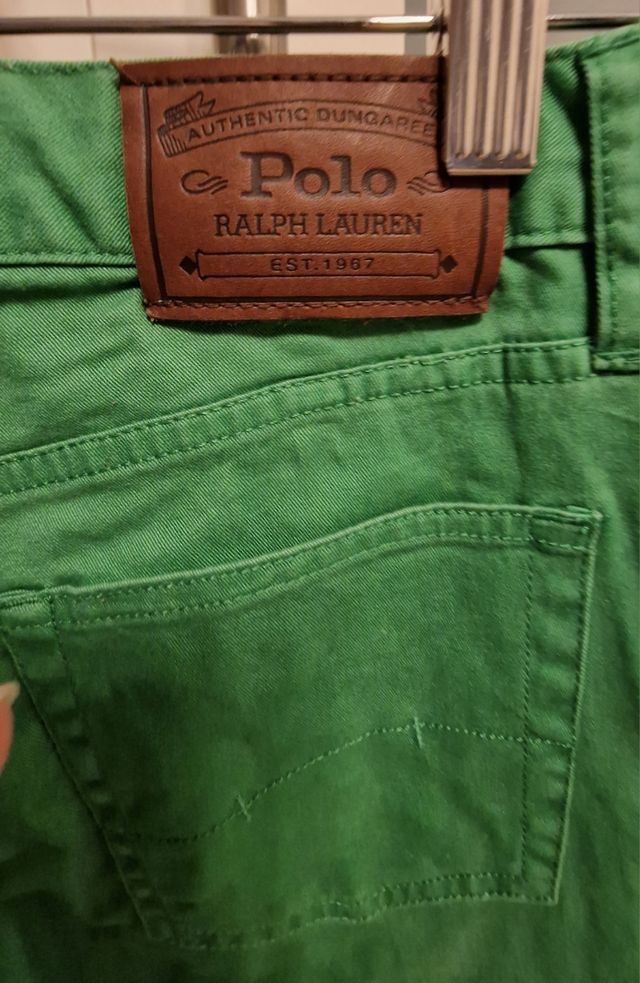 AUTHENTIC DUNGAREE
Polo
RALPH LAUREN
EST. 1967